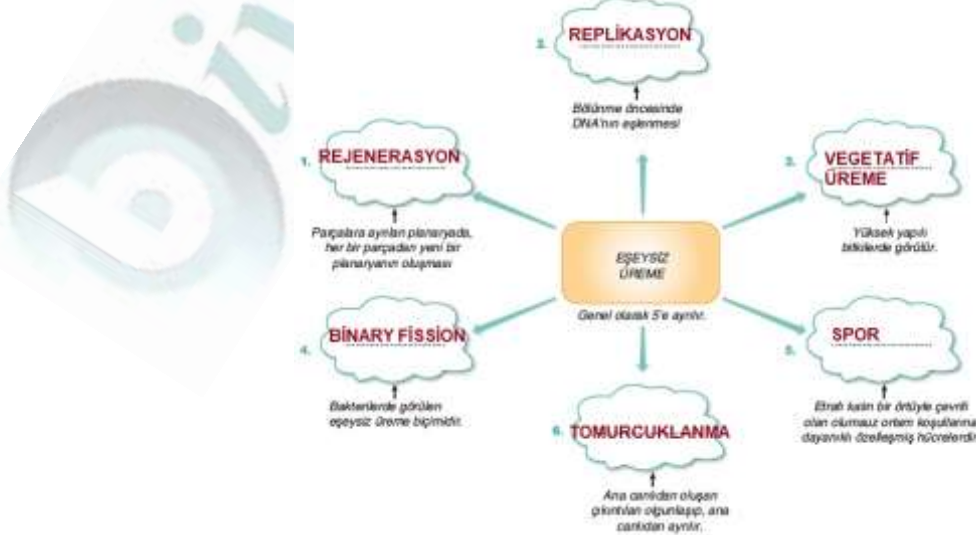 2. REPLİKASYON
Bölünme öncesinde
DNA'nın eşlenmesi
1. REJENERASYON
Parçalara ayrılan planaryada,
her bir parçadan yeni bir
planaryanın oluşması
3. VEGETATİF
ÜREME
Yüksek yapılı
bitkilerde görülür.
EŞEYSİZ
ÜREME
Genel olarak 5'e ayrılır.
4. BİNARY FİSSİON
Bakterilerde görülen
eşeysiz üreme biçimidir.
5. SPOR
Etrafı kalın bir örtüyle çevrili
olan olumsuz ortam koşullarına
dayanıklı özelleşmiş hücrelerdir
6. TOMURCUKLANMA
Ana canlıdan oluşan
çıkıntıları olgunlaşıp, ana
canlıdan ayrılır.